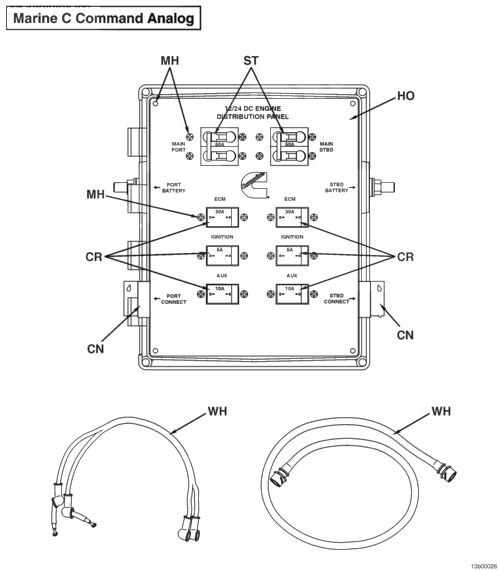 Marine C Command Analog
MH
ST
HO
12/24 DC ENGINE
DISTRIBUTION PANEL
MAIN
PORT
50A
50A
MAIN
STBD
PORT
BATTERY
STBD
BATTERY
MH
ECM
ECM
30A
30A
IGNITION
IGNITION
CR
5A
5A
CR
AUX
AUX
10A
10A
PORT
CONNECT
STBD
CONNECT
CN
CN
WH
WH
13b00026